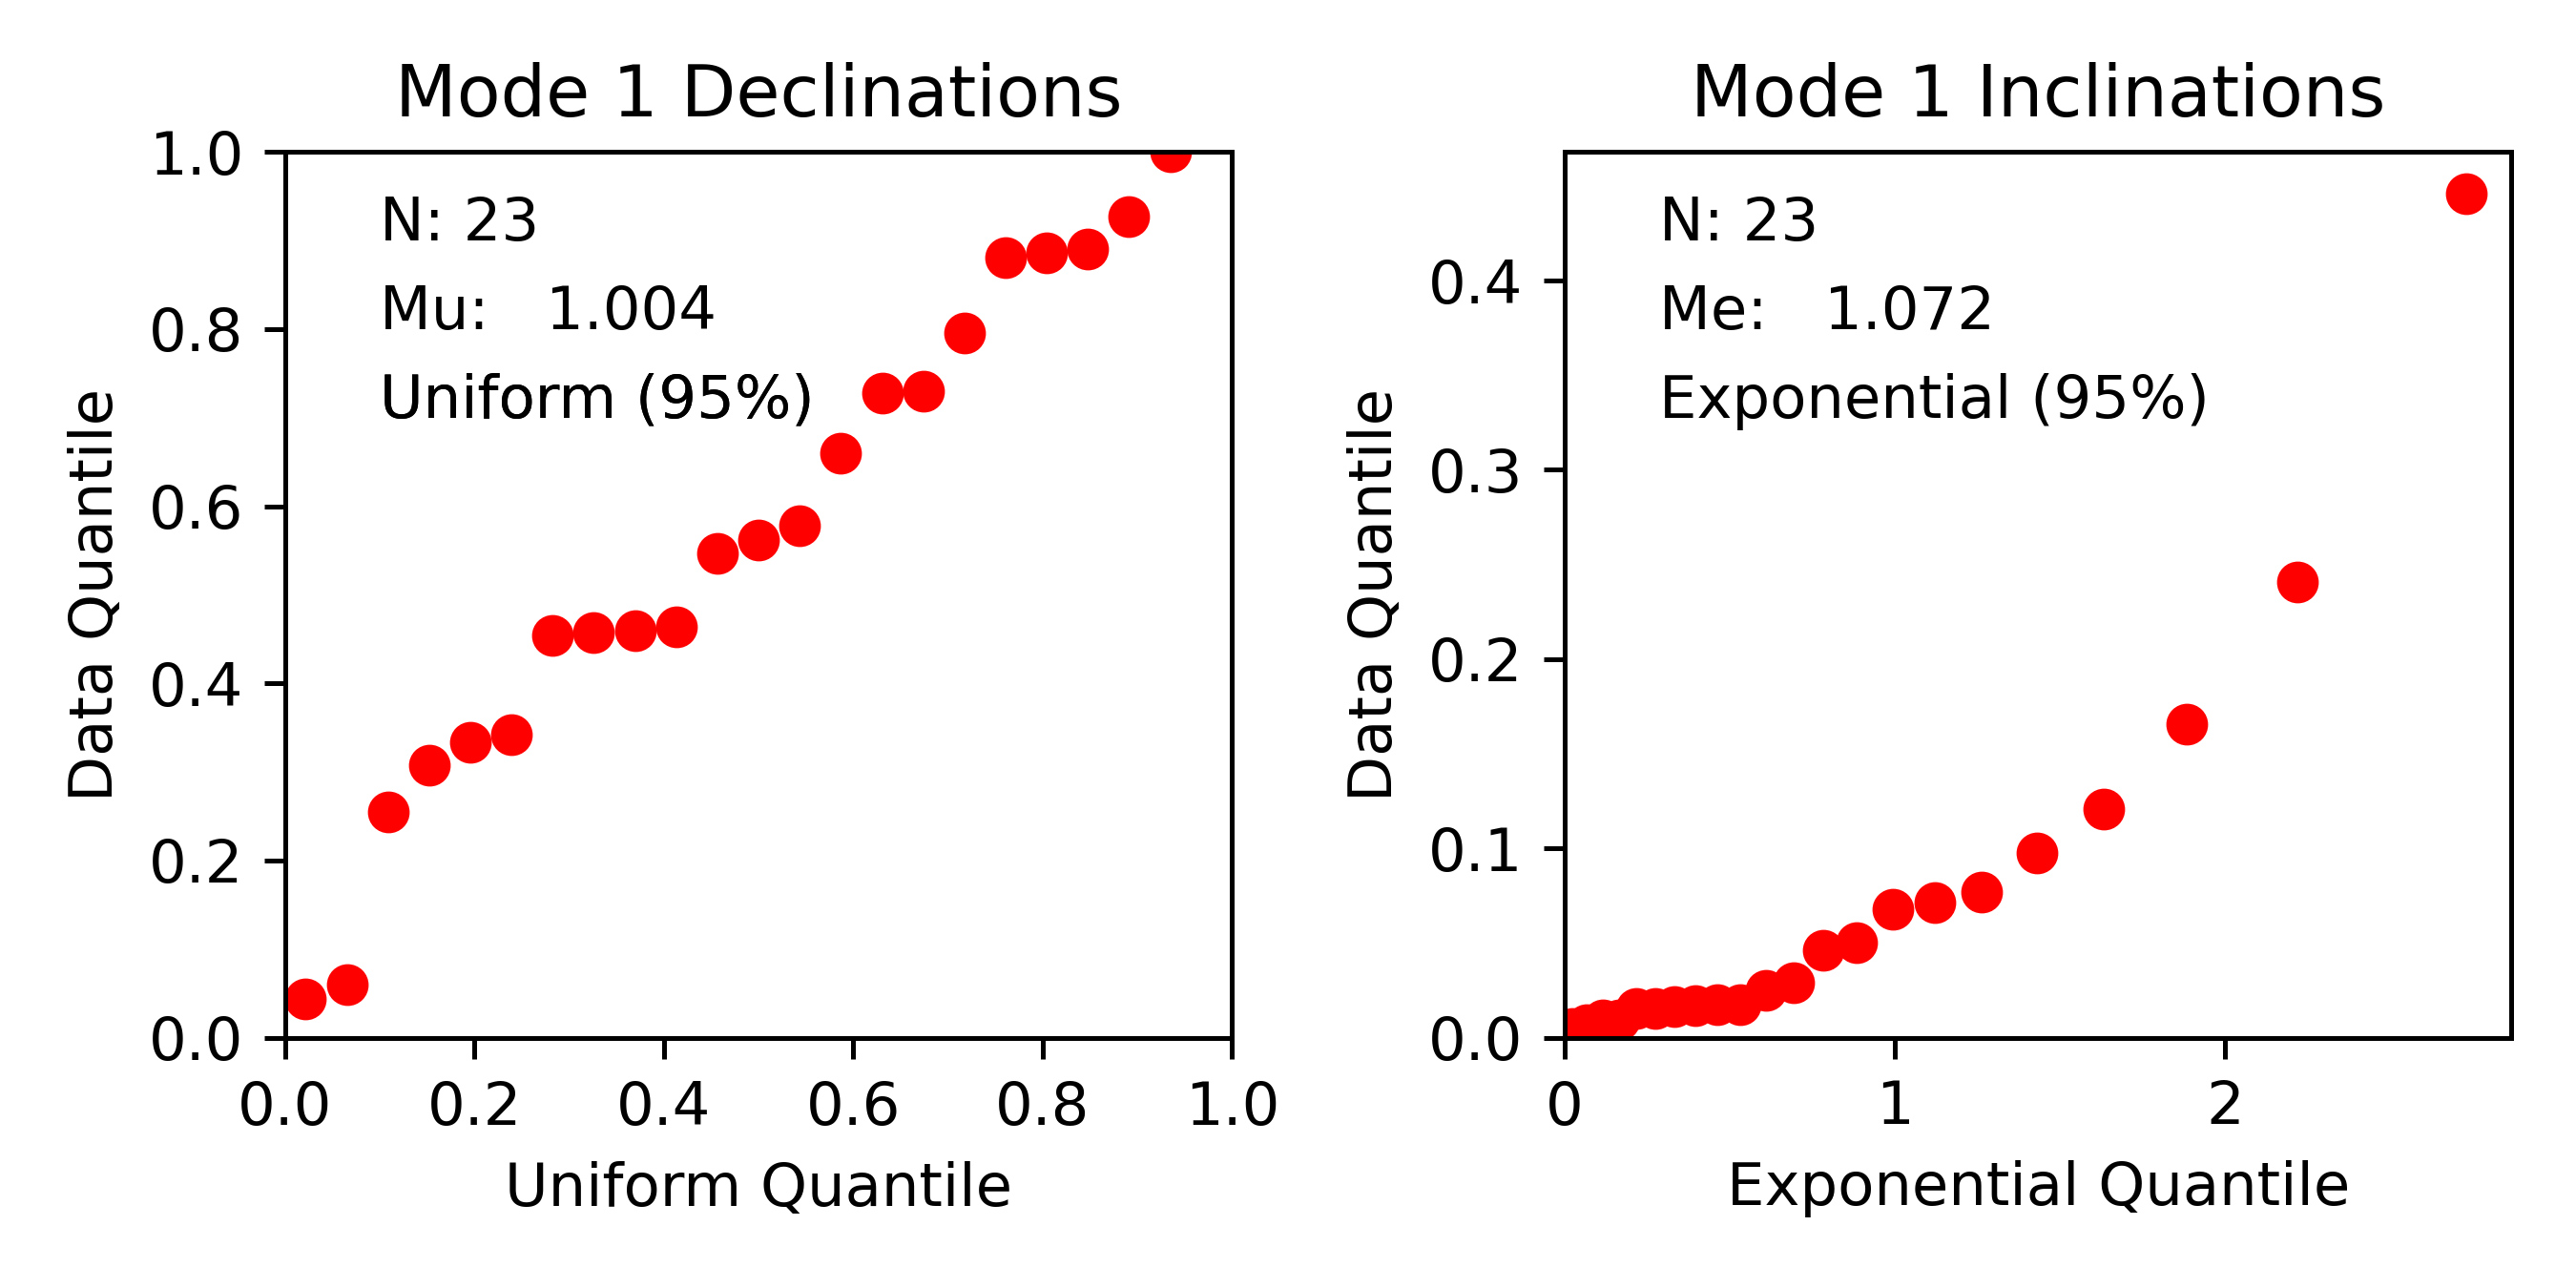 Mode 1 Declinations
1.0
0.8
0.6
0.4
0.2
0.0
Data Quantile
N: 23
Mu: 1.004
Uniform (95%)
0.0 0.2 0.4 0.6 0.8 1.0
Uniform Quantile
Mode 1 Inclinations
0.4
0.3
0.2
0.1
0.0
Data Quantile
N: 23
Me: 1.072
Exponential (95%)
0 1 2
Exponential Quantile